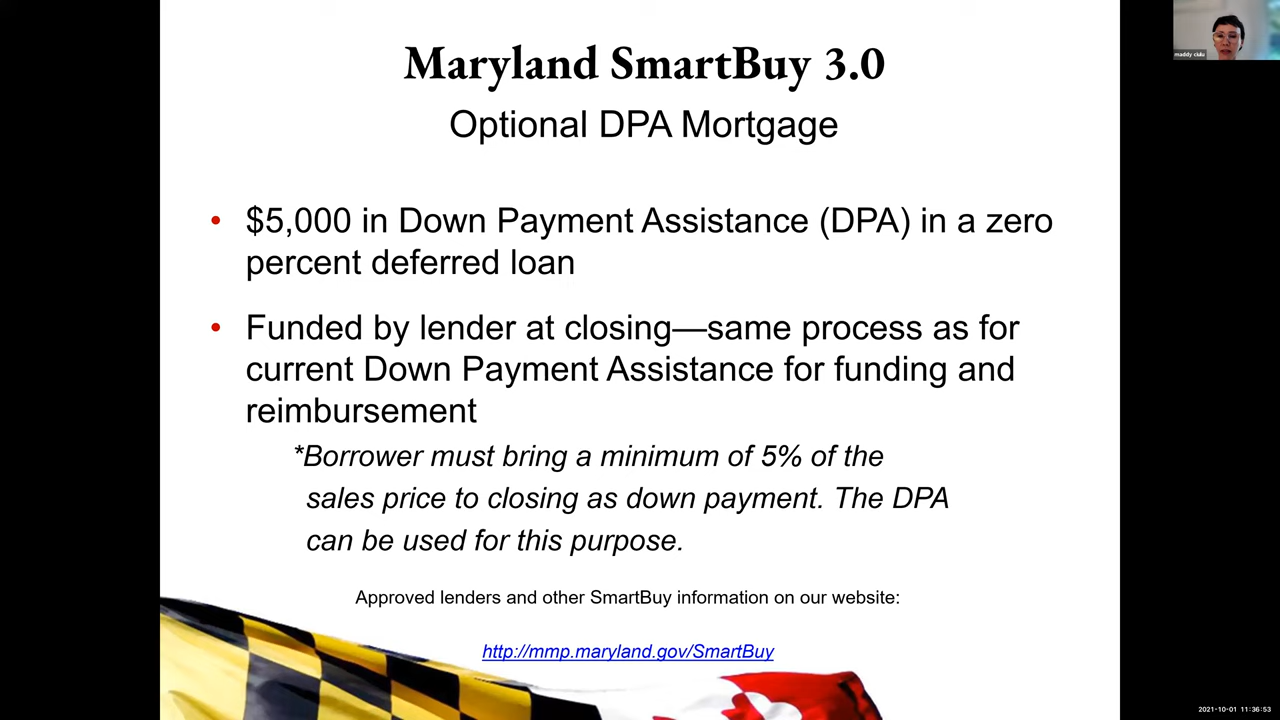 Maryland SmartBuy 3.0
Optional DPA Mortgage
• $5,000 in Down Payment Assistance (DPA) in a zero
percent deferred loan
• Funded by lender at closing—same process as for
current Down Payment Assistance for funding and
reimbursement
*Borrower must bring a minimum of 5% of the
sales price to closing as down payment. The DPA
can be used for this purpose.
Approved lenders and other SmartBuy information on our website:
http://mmp.maryland.gov/SmartBuy
maddy ciulu
2021-10-01 11:36:53